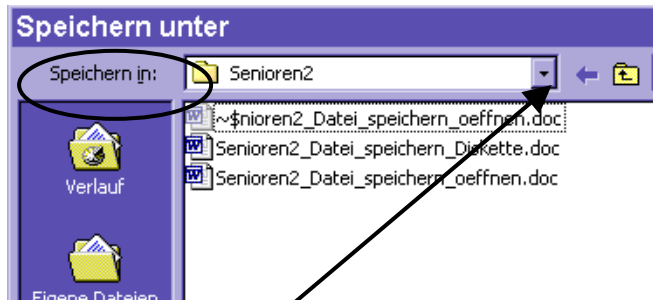 Speichern unter
Speichern in: Senioren2
~$nioren2_Datei_speichern_oeffnen.doc
Senioren2_Datei_speichern_Diskette.doc
Senioren2_Datei_speichern_oeffnen.doc
Verlauf
Eigene Dateien